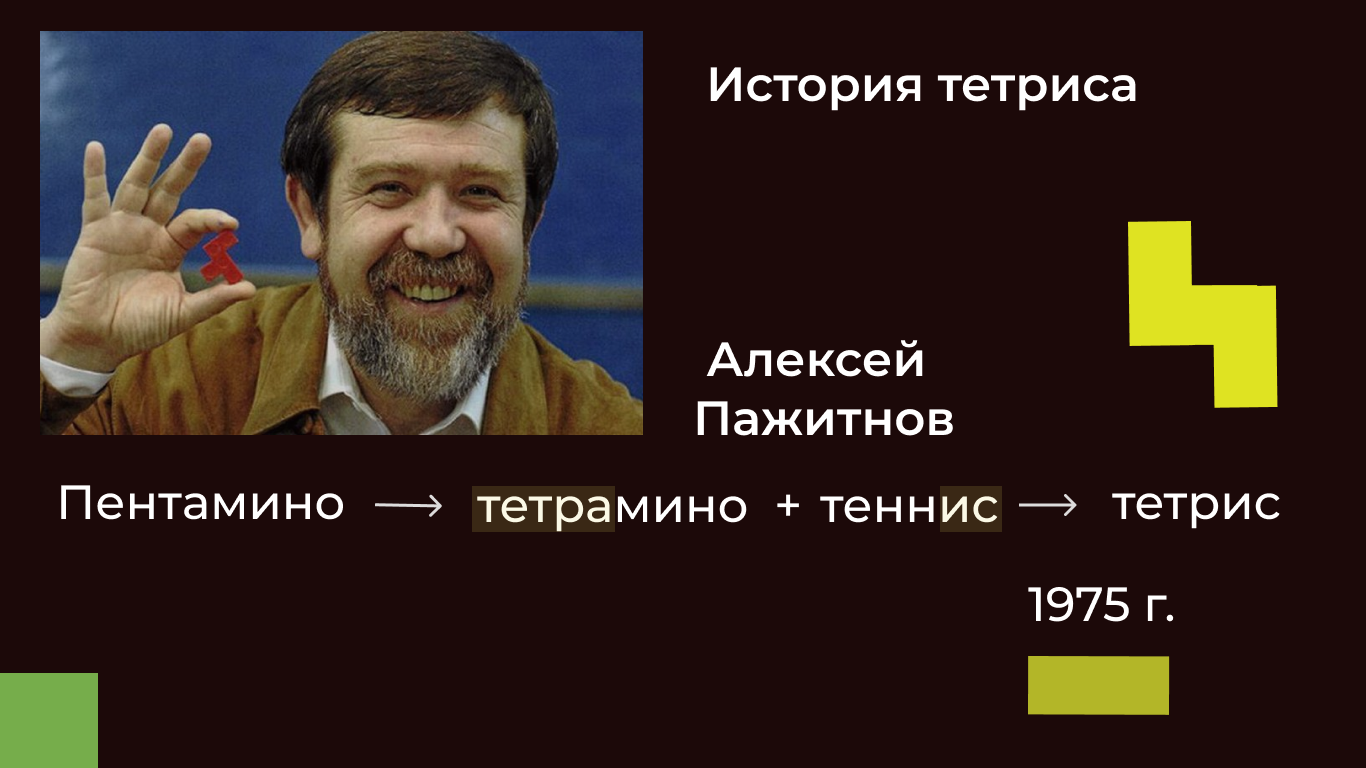 История тетриса
Алексей
Пажитнов
Пентамино → тетрамино + теннис → тетрис
1975 г.